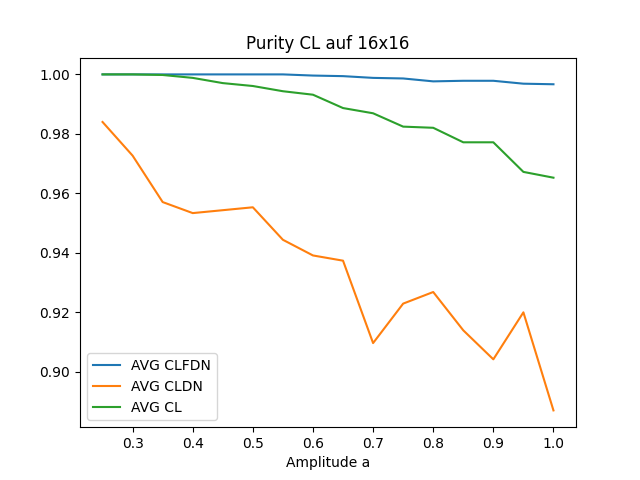 Purity CL auf 16x16
1.00
0.98
0.96
0.94
0.92
0.90
AVG CLFDN
AVG CLDN
AVG CL
0.3 0.4 0.5 0.6 0.7 0.8 0.9 1.0
Amplitude a